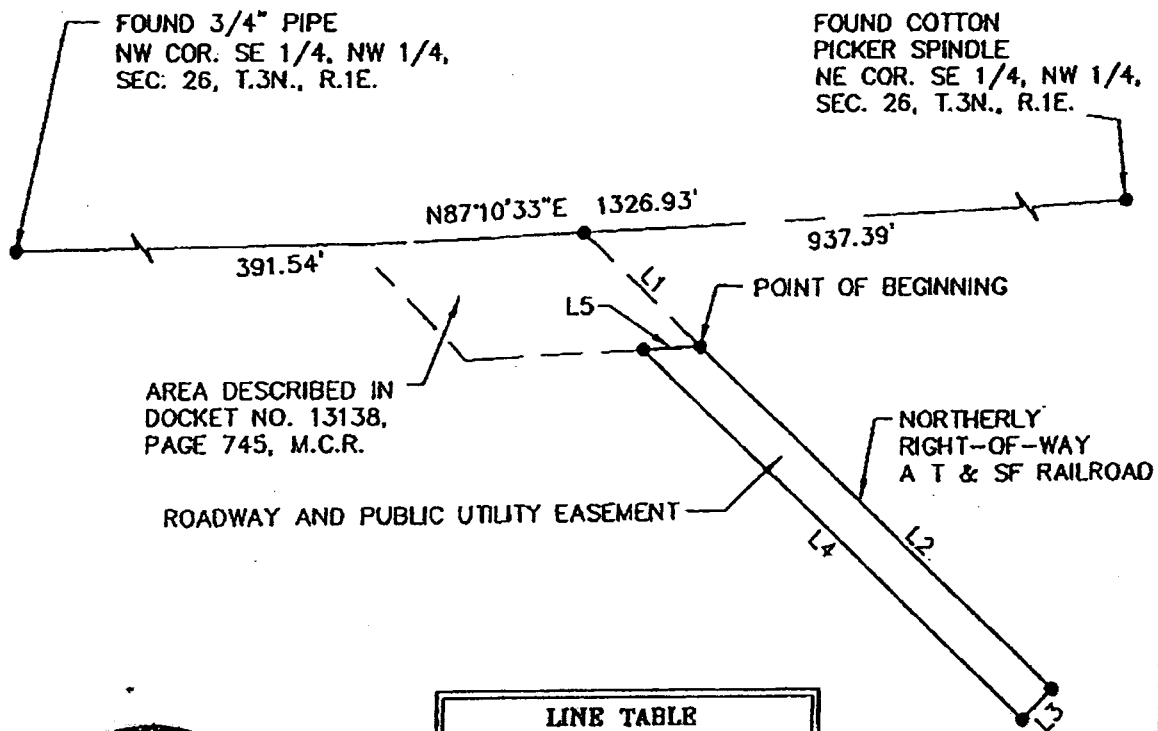 FOUND 3/4" PIPE
NW COR. SE 1/4, NW 1/4,
SEC. 26, T.3N., R.1E.
FOUND COTTON
PICKER SPINDLE
NE COR. SE 1/4, NW 1/4,
SEC. 26, T.3N., R.1E.
N87°10'33"E 1326.93'
391.54'
937.39'
L1
POINT OF BEGINNING
L5
AREA DESCRIBED IN
DOCKET NO. 13138,
PAGE 745, M.C.R.
NORTHERLY
RIGHT-OF-WAY
A T & SF RAILROAD
ROADWAY AND PUBLIC UTILITY EASEMENT
L4
L2
L3
LINE TABLE